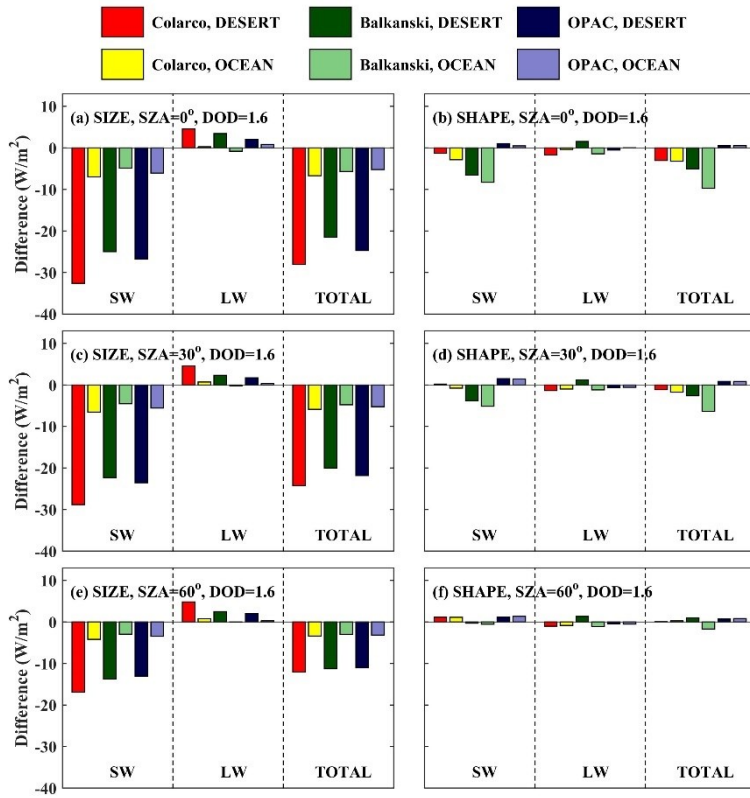 Colarco, DESERT Balkanski, DESERT OPAC, DESERT
Colarco, OCEAN Balkanski, OCEAN OPAC, OCEAN
(a) SIZE, SZA=0°, DOD=1.6
(b) SHAPE, SZA=0°, DOD=1.6
Difference (W/m²)
10
0
-10
-20
-30
-40
SW LW TOTAL
SW LW TOTAL
(c) SIZE, SZA=30°, DOD=1.6
(d) SHAPE, SZA=30°, DOD=1.6
Difference (W/m²)
10
0
-10
-20
-30
-40
SW LW TOTAL
SW LW TOTAL
(e) SIZE, SZA=60°, DOD=1.6
(f) SHAPE, SZA=60°, DOD=1.6
Difference (W/m²)
10
0
-10
-20
-30
-40
SW LW TOTAL
SW LW TOTAL